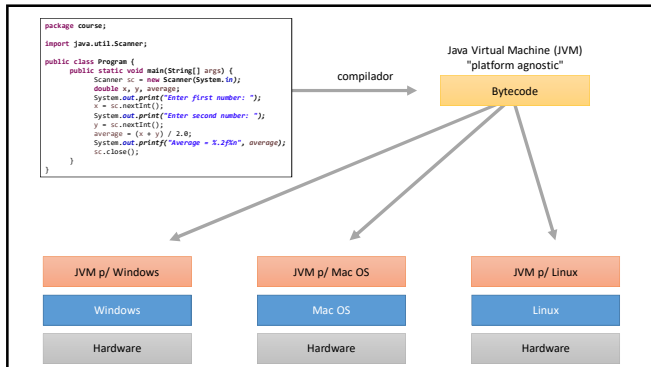 package course;
import java.util.Scanner;
public class Program {
public static void main(String[] args) {
Scanner sc = new Scanner(System.in);
double x, y, average;
System.out.print("Enter first number: ");
x = sc.nextInt();
System.out.print("Enter second number: ");
y = sc.nextInt();
average = (x + y) / 2.0;
System.out.printf("Average = %.2f%n", average);
sc.close();
}
}
compilador
Java Virtual Machine (JVM)
"platform agnostic"
Bytecode
JVM p/ Windows
JVM p/ Mac OS
JVM p/ Linux
Windows
Mac OS
Linux
Hardware
Hardware
Hardware